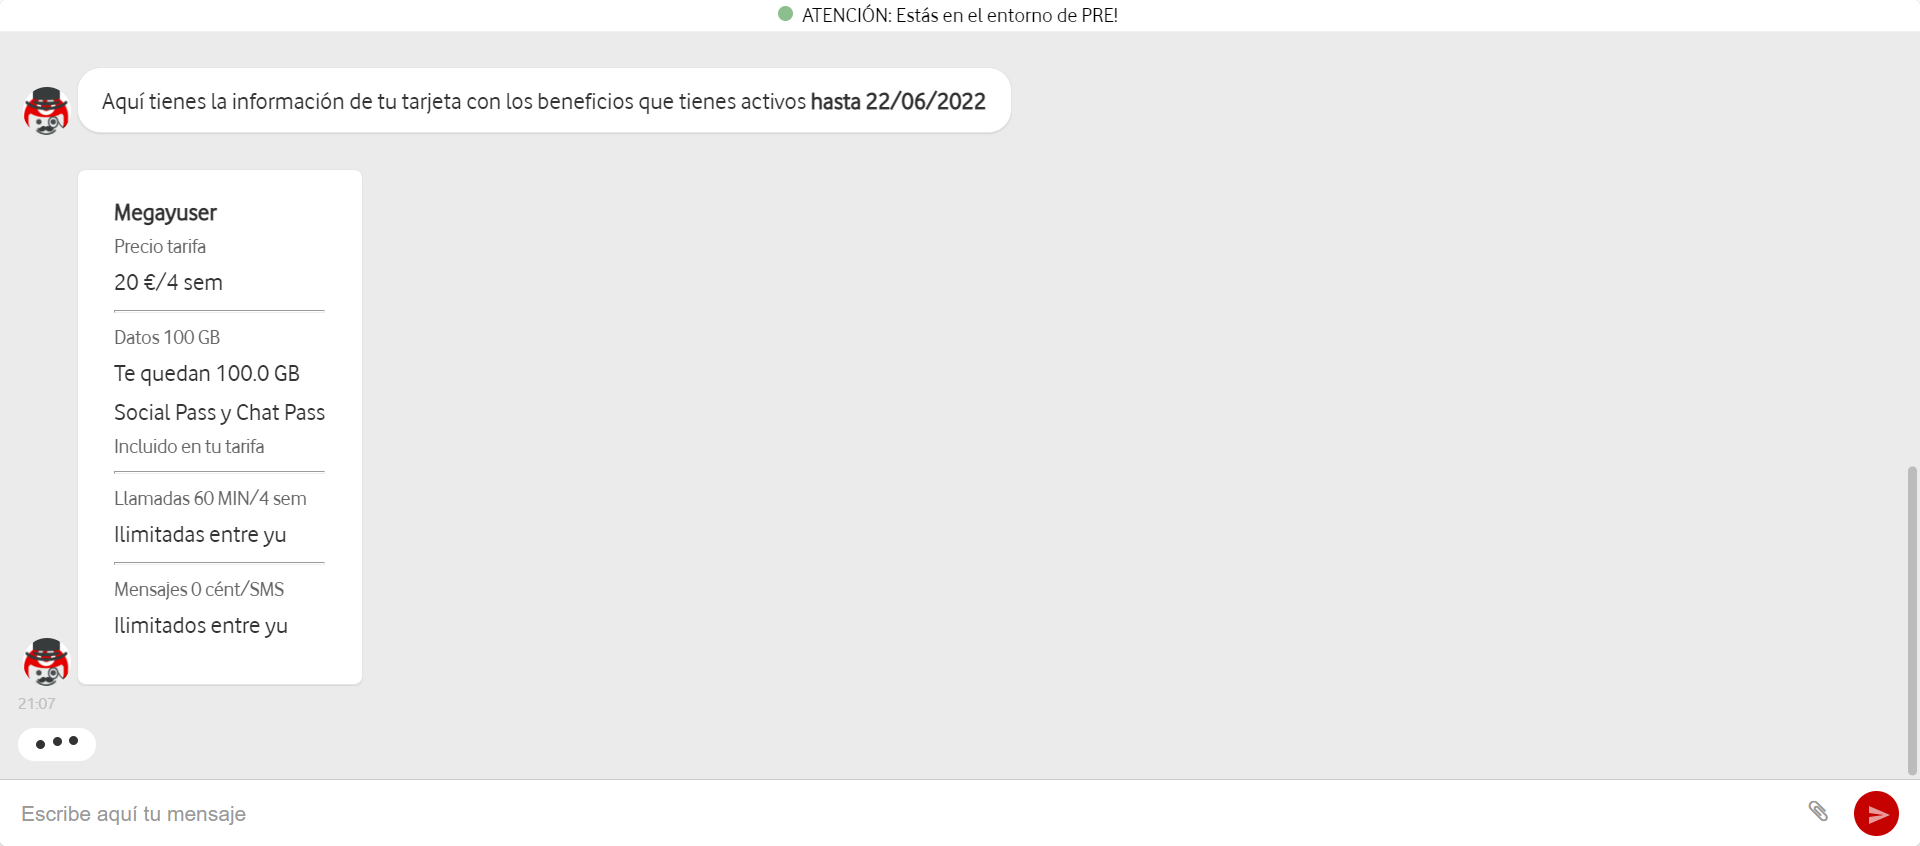 ATENCIÓN: Estás en el entorno de PRE!
Aquí tienes la información de tu tarjeta con los beneficios que tienes activos hasta 22/06/2022
Megayuser
Precio tarifa
20 €/4 sem
Datos 100 GB
Te quedan 100.0 GB
Social Pass y Chat Pass
Incluido en tu tarifa
Llamadas 60 MIN/4 sem
Ilimitadas entre yu
Mensajes 0 cént/SMS
Ilimitados entre yu
21:07
Escribe aquí tu mensaje